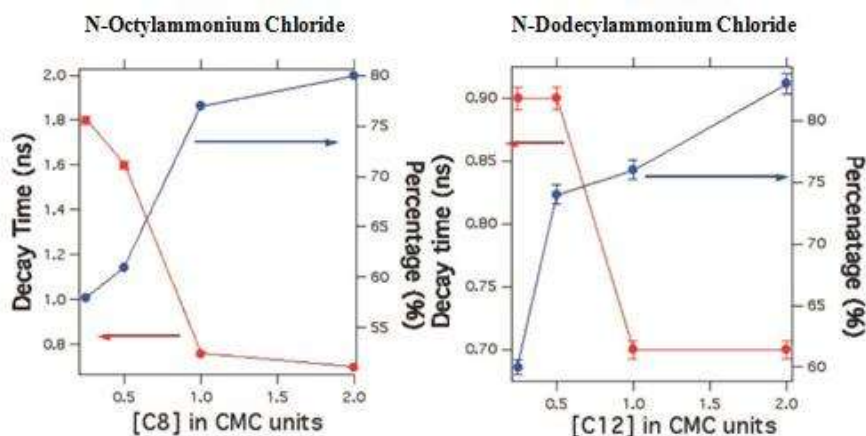 N-Octylammonium Chloride
2.0
1.8
1.6
1.4
1.2
1.0
0.8
Decay Time (ns)
80
75
70
65
60
55
Percentage (%)
0.5 1.0 1.5 2.0
[C8] in CMC units
N-Dodecylammonium Chloride
0.90
0.85
0.80
0.75
0.70
Decay time (ns)
80
75
70
65
60
Percenatage (%)
0.5 1.0 1.5 2.0
[C12] in CMC units